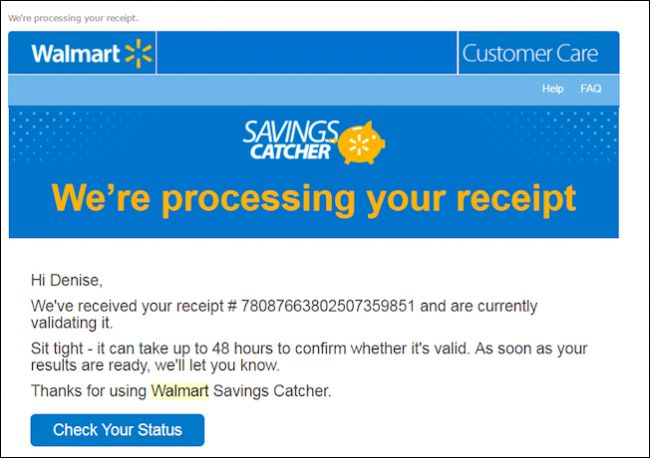 We're processing your receipt.
Walmart
Customer Care
Help FAQ
SAVINGS
CATCHER
We're processing your receipt
Hi Denise,
We've received your receipt # 78087663802507359851 and are currently
validating it.
Sit tight - it can take up to 48 hours to confirm whether it's valid. As soon as your
results are ready, we'll let you know.
Thanks for using Walmart Savings Catcher.
Check Your Status